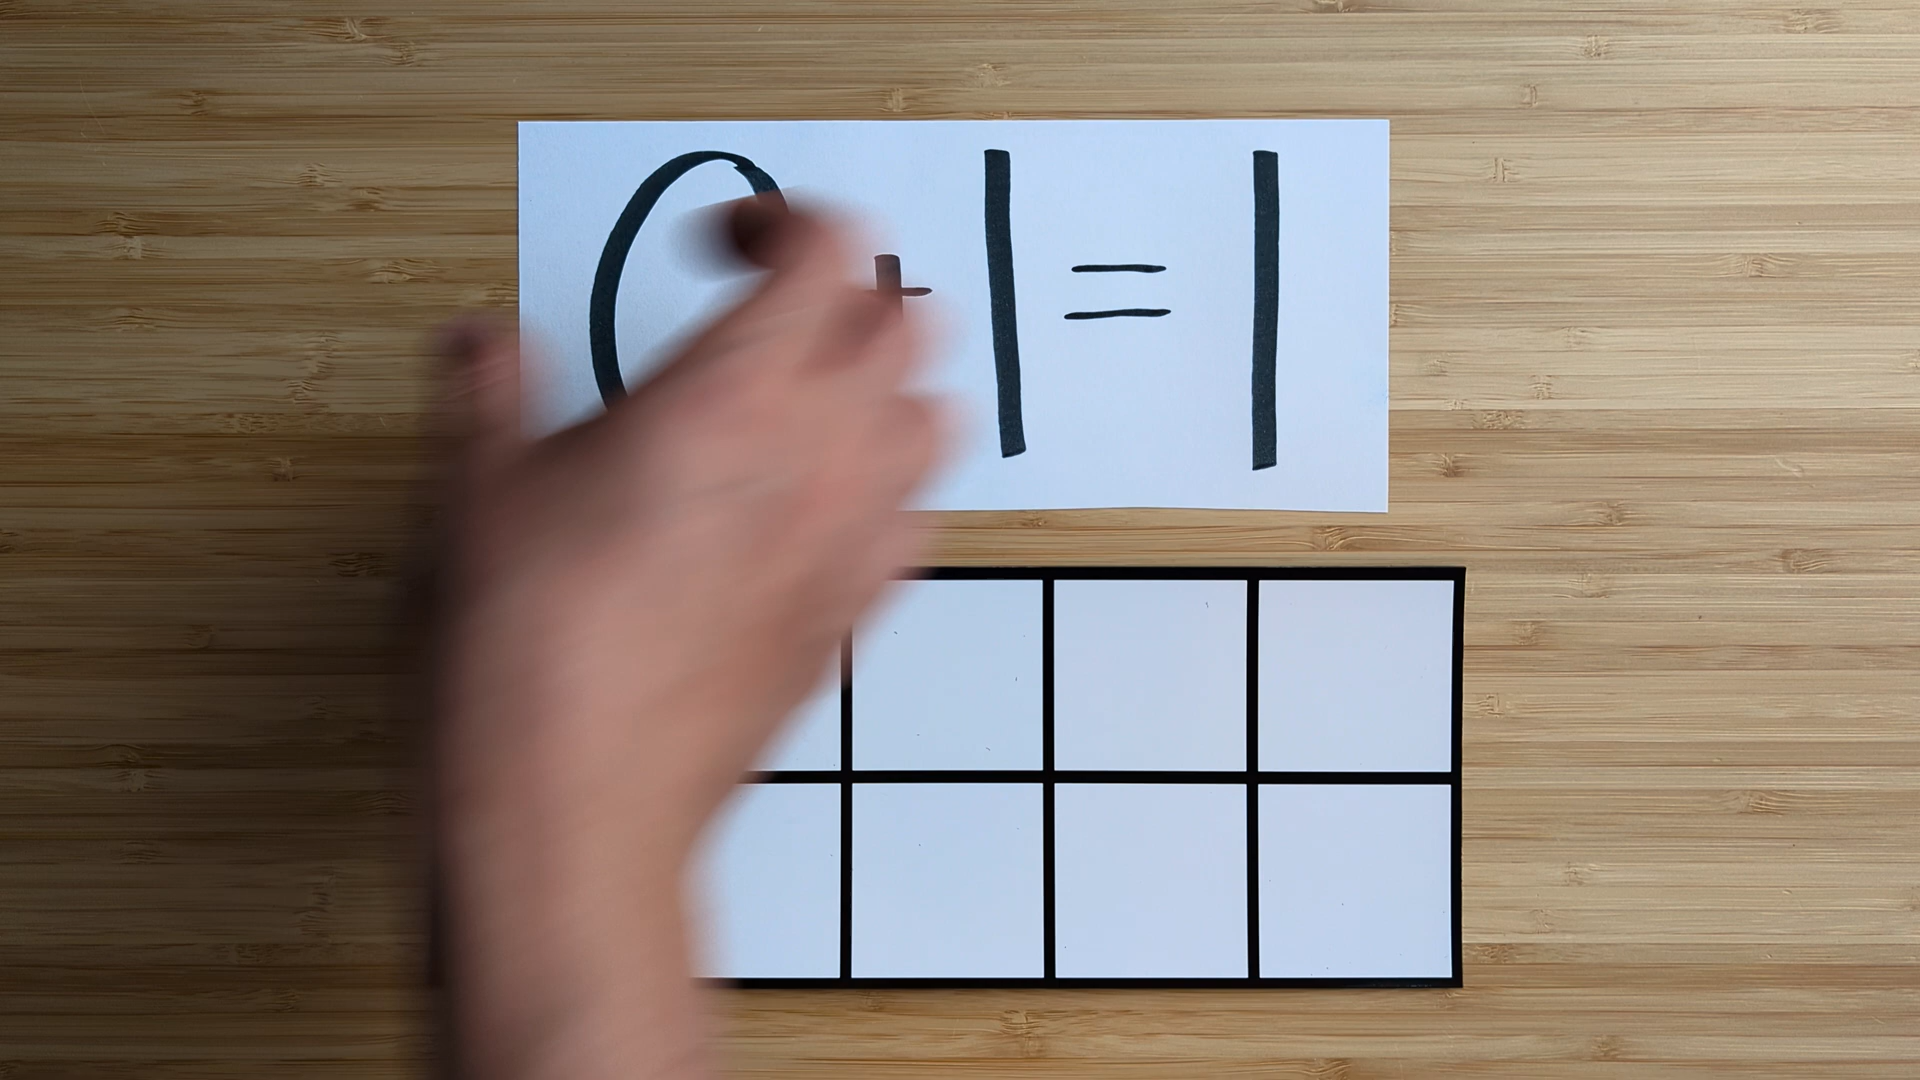 0 + 1 = 1